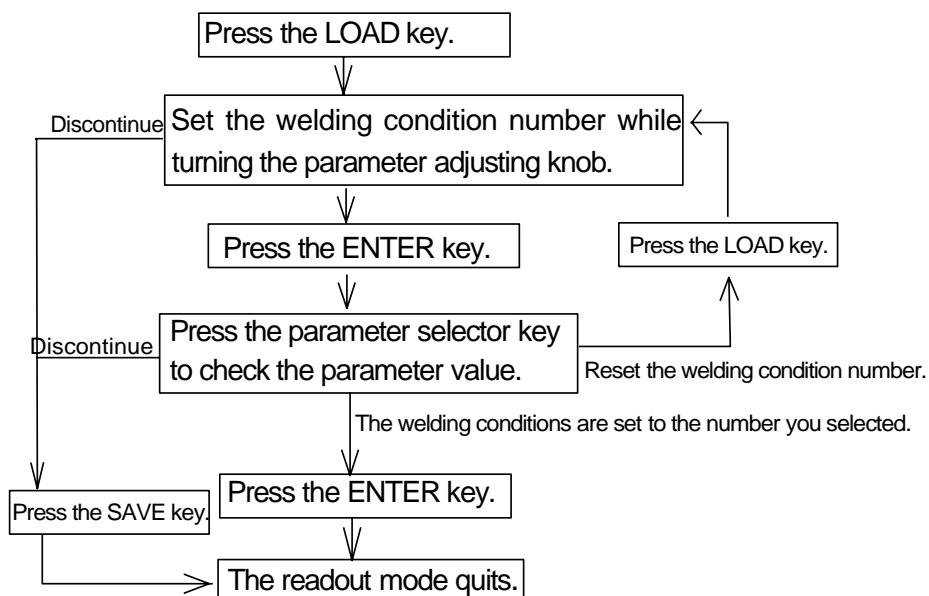 Press the LOAD key.
Discontinue
Set the welding condition number while
turning the parameter adjusting knob.
Press the ENTER key.
Press the LOAD key.
Discontinue
Press the parameter selector key
to check the parameter value.
Reset the welding condition number.
The welding conditions are set to the number you selected.
Press the SAVE key.
Press the ENTER key.
The readout mode quits.